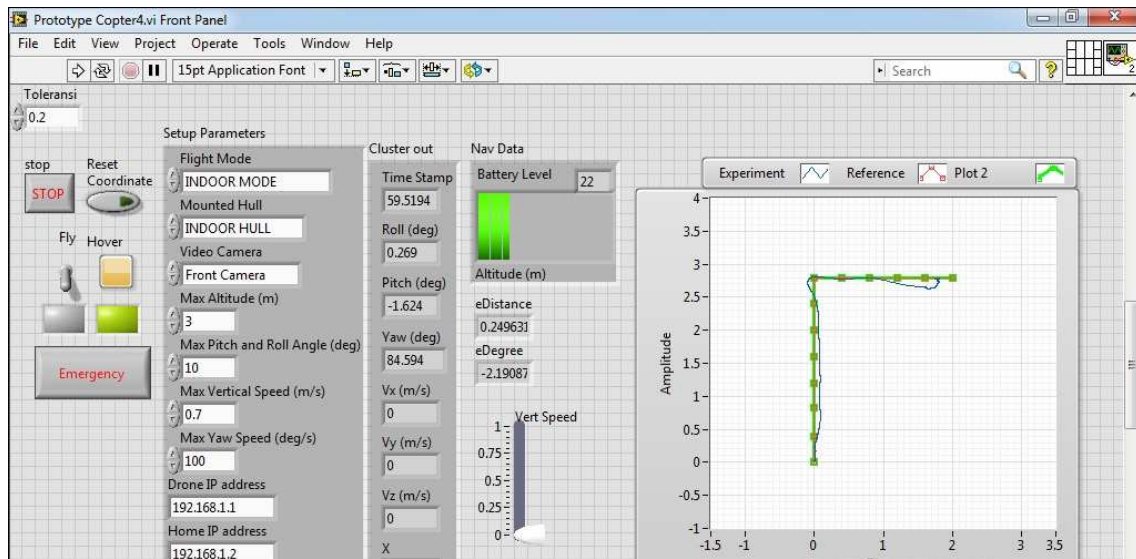 Prototype Copter4.vi Front Panel
File Edit View Project Operate Tools Window Help
15pt Application Font
Search
2
Toleransi
0.2
stop
STOP
Reset
Coordinate
Fly
Hover
Emergency
Setup Parameters
Flight Mode
INDOOR MODE
Mounted Hull
INDOOR HULL
Video Camera
Front Camera
Max Altitude (m)
3
Max Pitch and Roll Angle (deg)
10
Max Vertical Speed (m/s)
0.7
Max Yaw Speed (deg/s)
100
Drone IP address
192.168.1.1
Home IP address
192.168.1.2
Cluster out
Time Stamp
59.5194
Roll (deg)
0.269
Pitch (deg)
-1.624
Yaw (deg)
84.594
Vx (m/s)
0
Vy (m/s)
0
Vz (m/s)
0
X
Nav Data
Battery Level
22
Altitude (m)
eDistance
0.249631
eDegree
-2.19087
Vert Speed
1
0.75
0.5
0.25
0
Experiment Reference Plot 2
Amplitude
4
3.5
3
2.5
2
1.5
1
0.5
0
-0.5
-1
-1.5 -1 0 1 2 3 3.5